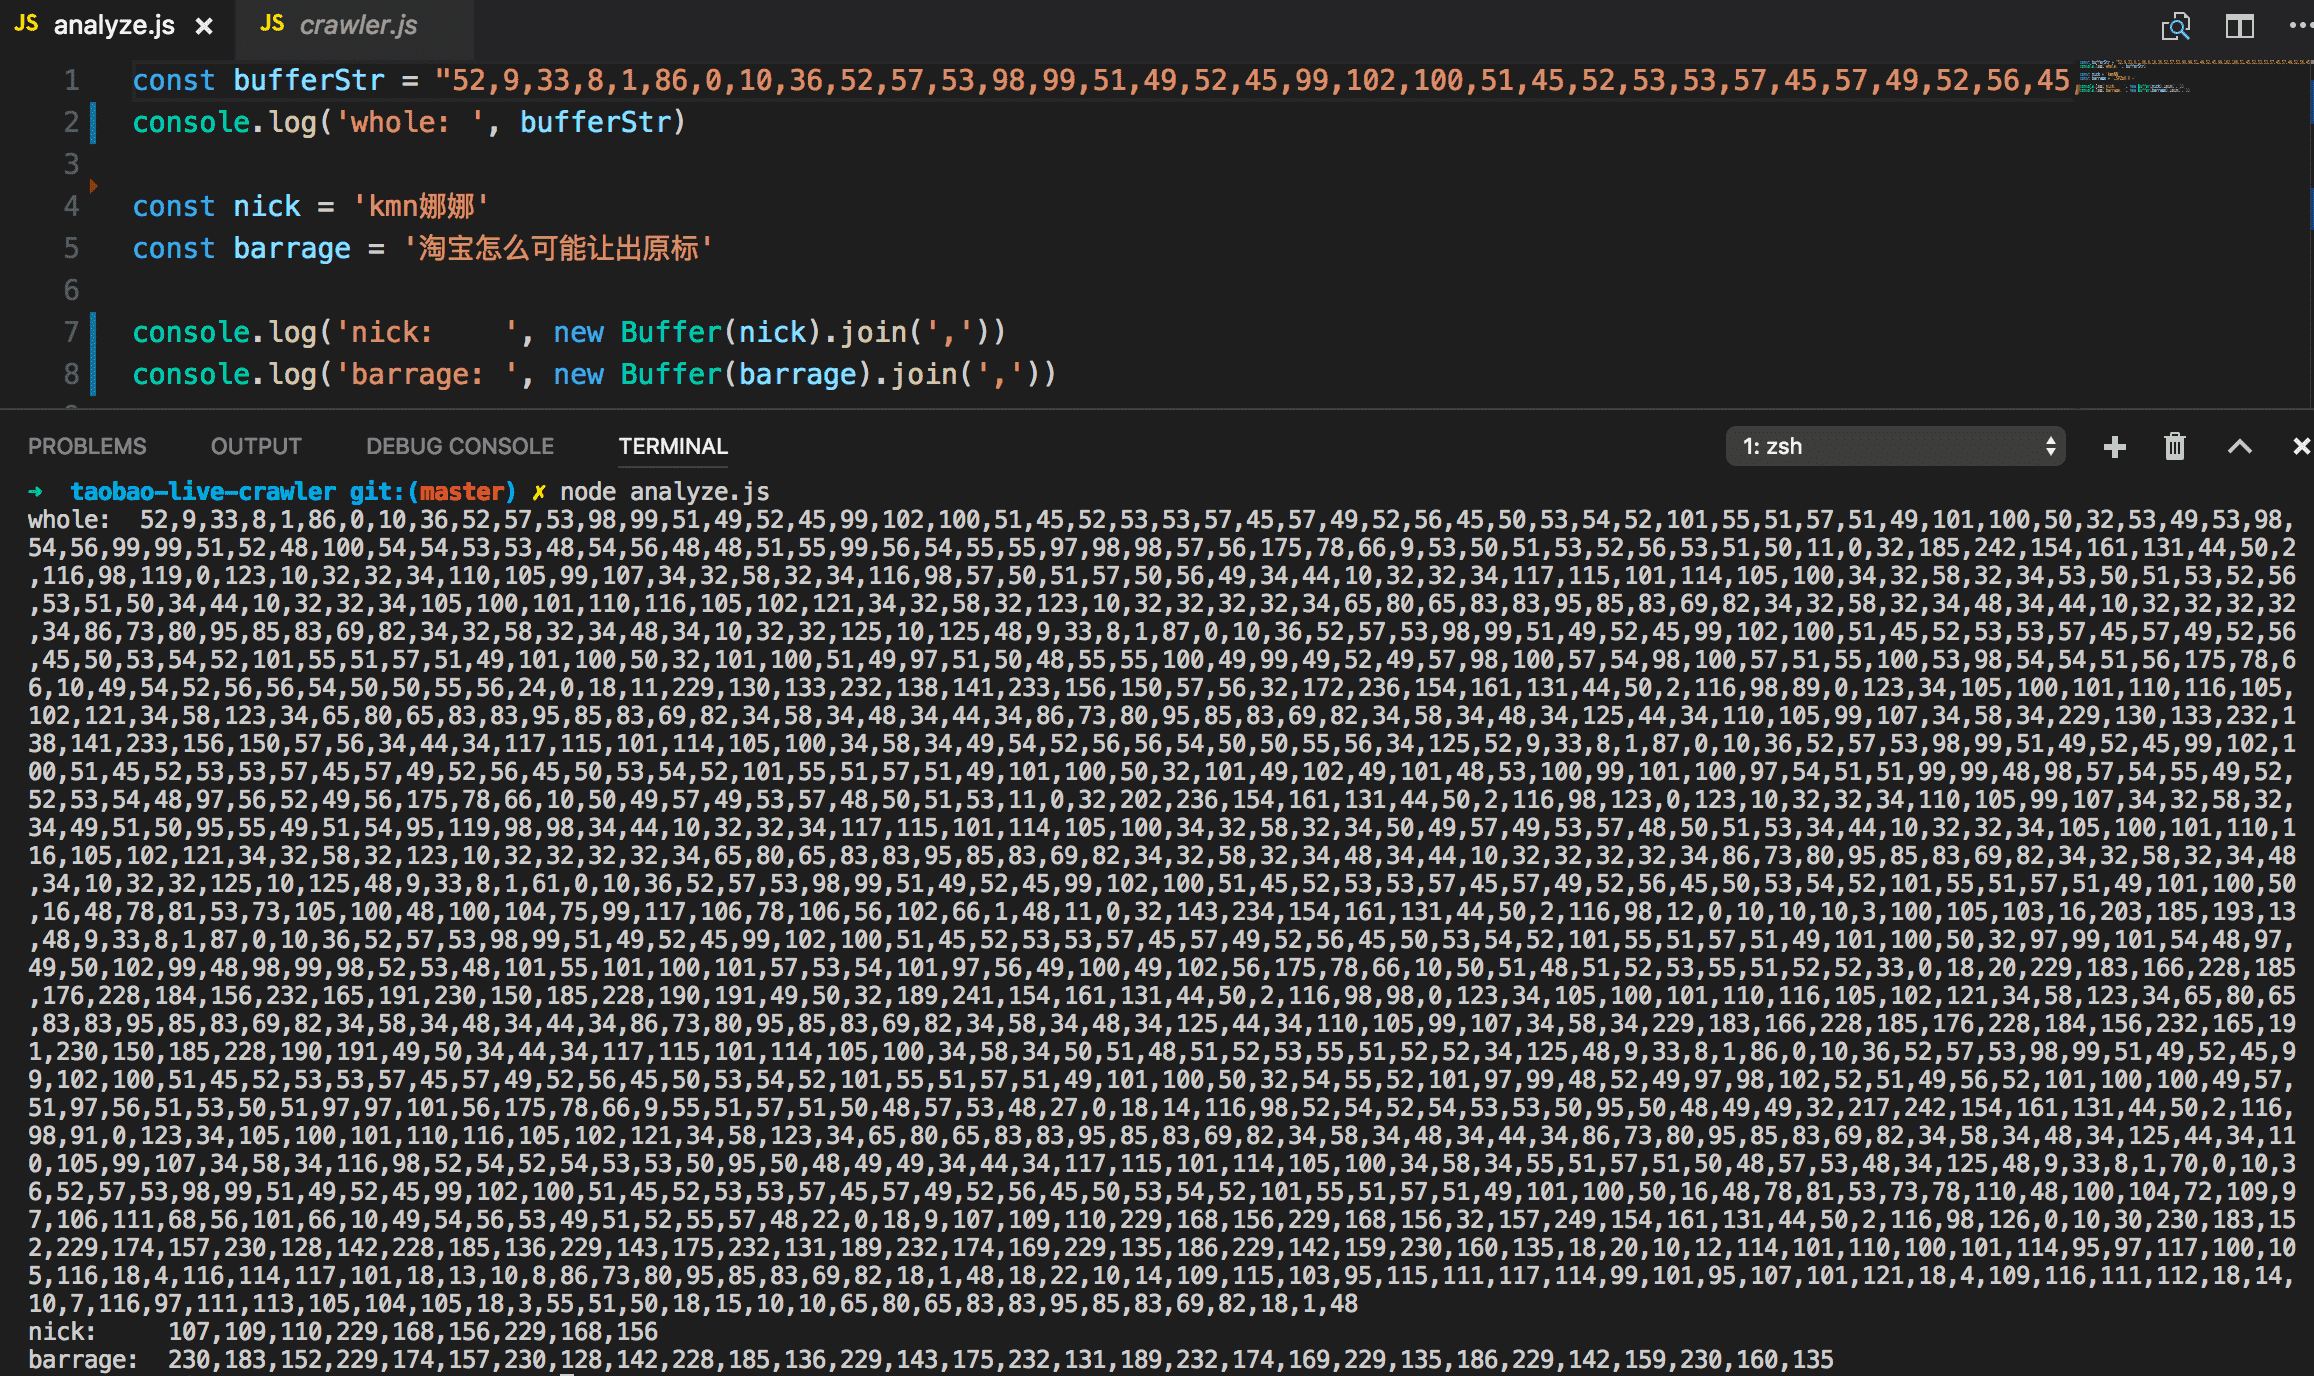 JS analyze.js × JS crawler.js
1 const bufferStr = "52,9,33,8,1,86,0,10,36,52,57,53,98,99,51,49,52,45,99,102,100,51,45,52,53,53,57,45,57,49,52,56,45,
2 console.log('whole: ', bufferStr)
3
4 const nick = 'kmn娜娜'
5 const barrage = '淘宝怎么可能让出原标'
6
7 console.log('nick:    ', new Buffer(nick).join(','))
8 console.log('barrage: ', new Buffer(barrage).join(','))
PROBLEMS OUTPUT DEBUG CONSOLE TERMINAL 1: zsh
➜ taobao-live-crawler git:(master) ✗ node analyze.js
whole:  52,9,33,8,1,86,0,10,36,52,57,53,98,99,51,49,52,45,99,102,100,51,45,52,53,53,57,45,57,49,52,56,45,50,53,54,52,101,55,51,57,51,49,101,100,50,32,53,49,53,98,
54,56,99,99,51,52,48,100,54,54,53,53,48,54,56,48,48,51,55,99,56,54,55,55,97,98,98,57,56,175,78,66,9,53,50,51,53,52,56,53,51,50,11,0,32,185,242,154,161,131,44,50,2
,116,98,119,0,123,10,32,32,34,110,105,99,107,34,32,58,32,34,116,98,57,50,51,57,50,56,49,34,44,10,32,32,34,117,115,101,114,105,100,34,32,58,32,34,53,50,51,53,52,56
,53,51,50,34,44,10,32,32,34,105,100,101,110,116,105,102,121,34,32,58,32,123,10,32,32,32,32,34,65,80,65,83,83,95,85,83,69,82,34,32,58,32,34,48,34,44,10,32,32,32,32
,34,86,73,80,95,85,83,69,82,34,32,58,32,34,48,34,10,32,32,125,10,125,48,9,33,8,1,87,0,10,36,52,57,53,98,99,51,49,52,45,99,102,100,51,45,52,53,53,57,45,57,49,52,56
,45,50,53,54,52,101,55,51,57,51,49,101,100,50,32,101,100,51,49,97,51,50,48,55,55,100,49,99,49,52,49,57,98,100,57,54,98,100,57,51,55,100,53,98,54,54,51,56,175,78,6
6,10,49,54,52,56,56,54,50,50,55,56,24,0,18,11,229,130,133,232,138,141,233,156,150,57,56,32,172,236,154,161,131,44,50,2,116,98,89,0,123,34,105,100,101,110,116,105,
102,121,34,58,123,34,65,80,65,83,83,95,85,83,69,82,34,58,34,48,34,44,34,86,73,80,95,85,83,69,82,34,58,34,48,34,125,44,34,110,105,99,107,34,58,34,229,130,133,232,1
38,141,233,156,150,57,56,34,44,34,117,115,101,114,105,100,34,58,34,49,54,52,56,56,54,50,50,55,56,34,125,52,9,33,8,1,87,0,10,36,52,57,53,98,99,51,49,52,45,99,102,1
00,51,45,52,53,53,57,45,57,49,52,56,45,50,53,54,52,101,55,51,57,51,49,101,100,50,32,101,49,102,49,101,48,53,100,99,101,100,97,54,51,51,99,99,48,98,57,54,55,49,52,
52,53,54,48,97,56,52,49,56,175,78,66,10,50,49,57,49,53,57,48,50,51,53,11,0,32,202,236,154,161,131,44,50,2,116,98,123,0,123,10,32,32,34,110,105,99,107,34,32,58,32,
34,49,51,50,95,55,49,51,54,95,119,98,98,34,44,10,32,32,34,117,115,101,114,105,100,34,32,58,32,34,50,49,57,49,53,57,48,50,51,53,34,44,10,32,32,34,105,100,101,110,1
16,105,102,121,34,32,58,32,123,10,32,32,32,32,34,65,80,65,83,83,95,85,83,69,82,34,32,58,32,34,48,34,44,10,32,32,32,32,34,86,73,80,95,85,83,69,82,34,32,58,32,34,48
,34,10,32,32,125,10,125,48,9,33,8,1,61,0,10,36,52,57,53,98,99,51,49,52,45,99,102,100,51,45,52,53,53,57,45,57,49,52,56,45,50,53,54,52,101,55,51,57,51,49,101,100,50
,16,48,78,81,53,73,105,100,48,100,104,75,99,117,106,78,106,56,102,66,1,48,11,0,32,143,234,154,161,131,44,50,2,116,98,12,0,10,10,10,3,100,105,103,16,203,185,193,13
,48,9,33,8,1,87,0,10,36,52,57,53,98,99,51,49,52,45,99,102,100,51,45,52,53,53,57,45,57,49,52,56,45,50,53,54,52,101,55,51,57,51,49,101,100,50,32,97,99,101,54,48,97,
49,50,102,99,48,98,99,98,52,53,48,101,55,101,100,101,57,53,54,101,97,56,49,100,49,102,56,175,78,66,10,50,51,48,51,52,53,55,51,52,52,33,0,18,20,229,183,166,228,185
,176,228,184,156,232,165,191,230,150,185,228,190,191,49,50,32,189,241,154,161,131,44,50,2,116,98,98,0,123,34,105,100,101,110,116,105,102,121,34,58,123,34,65,80,65
,83,83,95,85,83,69,82,34,58,34,48,34,44,34,86,73,80,95,85,83,69,82,34,58,34,48,34,125,44,34,110,105,99,107,34,58,34,229,183,166,228,185,176,228,184,156,232,165,19
1,230,150,185,228,190,191,49,50,34,44,34,117,115,101,114,105,100,34,58,34,50,51,48,51,52,53,55,51,52,52,34,125,48,9,33,8,1,86,0,10,36,52,57,53,98,99,51,49,52,45,9
9,102,100,51,45,52,53,53,57,45,57,49,52,56,45,50,53,54,52,101,55,51,57,51,49,101,100,50,32,54,55,52,101,97,99,48,52,49,97,98,102,52,51,49,56,52,101,100,100,49,57,
51,97,56,51,53,50,51,97,97,101,56,175,78,66,9,55,51,57,51,50,48,57,53,48,27,0,18,14,116,98,52,54,52,54,53,53,50,95,50,48,49,49,32,217,242,154,161,131,44,50,2,116,
98,91,0,123,34,105,100,101,110,116,105,102,121,34,58,123,34,65,80,65,83,83,95,85,83,69,82,34,58,34,48,34,44,34,86,73,80,95,85,83,69,82,34,58,34,48,34,125,44,34,11
0,105,99,107,34,58,34,116,98,52,54,52,54,53,53,50,95,50,48,49,49,34,44,34,117,115,101,114,105,100,34,58,34,55,51,57,51,50,48,57,53,48,34,125,48,9,33,8,1,70,0,10,3
6,52,57,53,98,99,51,49,52,45,99,102,100,51,45,52,53,53,57,45,57,49,52,56,45,50,53,54,52,101,55,51,57,51,49,101,100,50,16,48,78,81,53,73,78,110,48,100,104,72,109,9
7,106,111,68,56,101,66,10,49,54,56,53,49,51,52,55,57,48,22,0,18,9,107,109,110,229,168,156,229,168,156,32,157,249,154,161,131,44,50,2,116,98,126,0,10,30,230,183,15
2,229,174,157,230,128,142,228,185,136,229,143,175,232,131,189,232,174,169,229,135,186,229,142,159,230,160,135,18,20,10,12,114,101,110,100,101,114,95,97,117,100,10
5,116,18,4,116,114,117,101,18,13,10,8,86,73,80,95,85,83,69,82,18,1,48,18,22,10,14,109,115,103,95,115,111,117,114,99,101,95,107,101,121,18,4,109,116,111,112,18,14,
10,7,116,97,111,113,105,104,105,18,3,55,51,50,18,15,10,10,65,80,65,83,83,95,85,83,69,82,18,1,48
nick:     107,109,110,229,168,156,229,168,156
barrage:  230,183,152,229,174,157,230,128,142,228,185,136,229,143,175,232,131,189,232,174,169,229,135,186,229,142,159,230,160,135